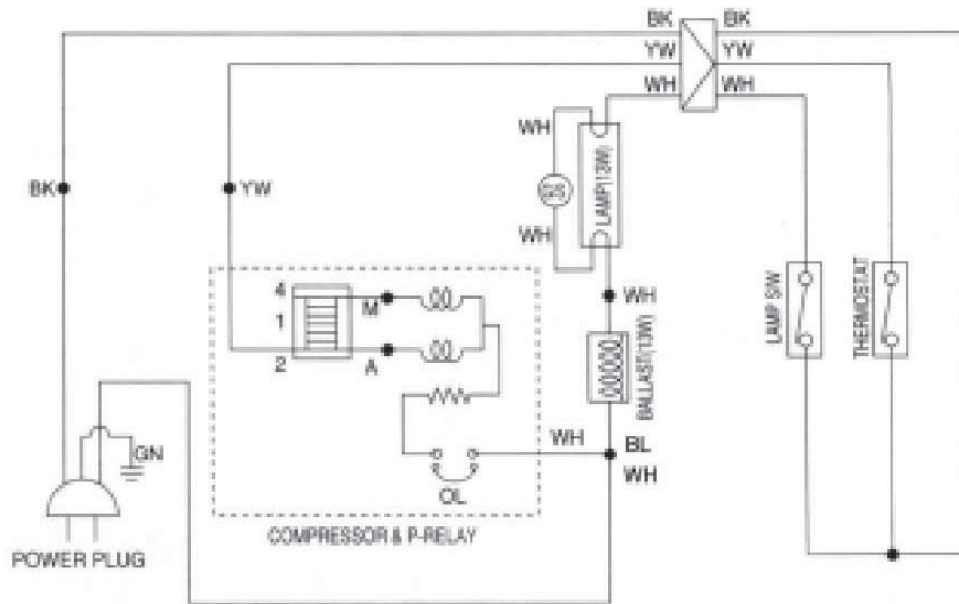 BK
BK
YW
YW
WH
WH
WH
LAMP(13W)
GS
WH
BK
YW
WH
LAMP S/W
THERMOSTAT
4
M
1
2
A
BALLAST(13W)
GN
WH
BL
WH
OL
COMPRESSOR & P-RELAY
POWER PLUG